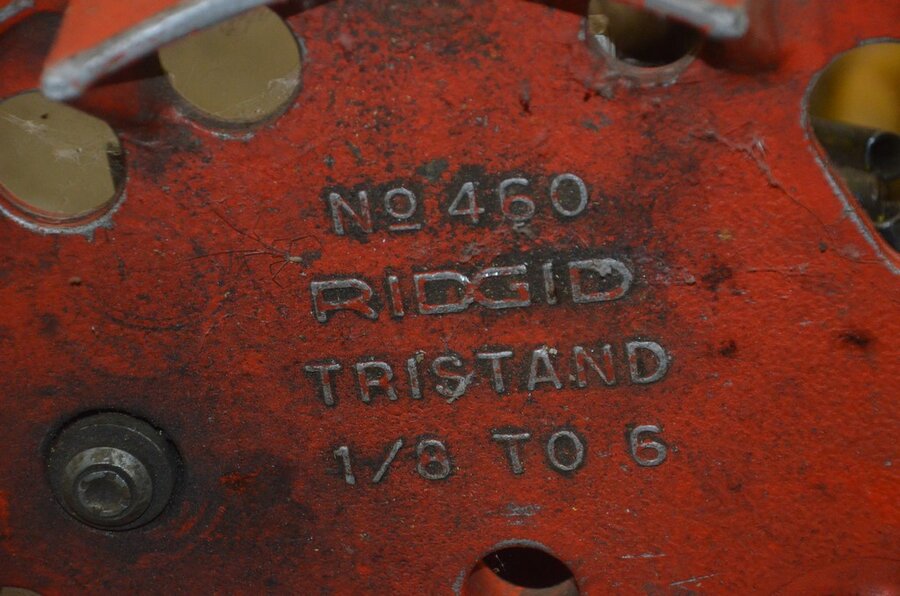 Nº 460
RIDGID
TRISTAND
1/8 TO 6